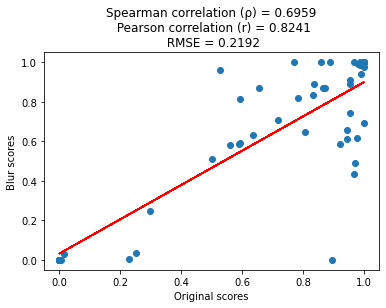 Spearman correlation (ρ) = 0.6959
Pearson correlation (r) = 0.8241
RMSE = 0.2192
1.0
0.8
0.6
0.4
0.2
0.0
Blur scores
0.0 0.2 0.4 0.6 0.8 1.0
Original scores